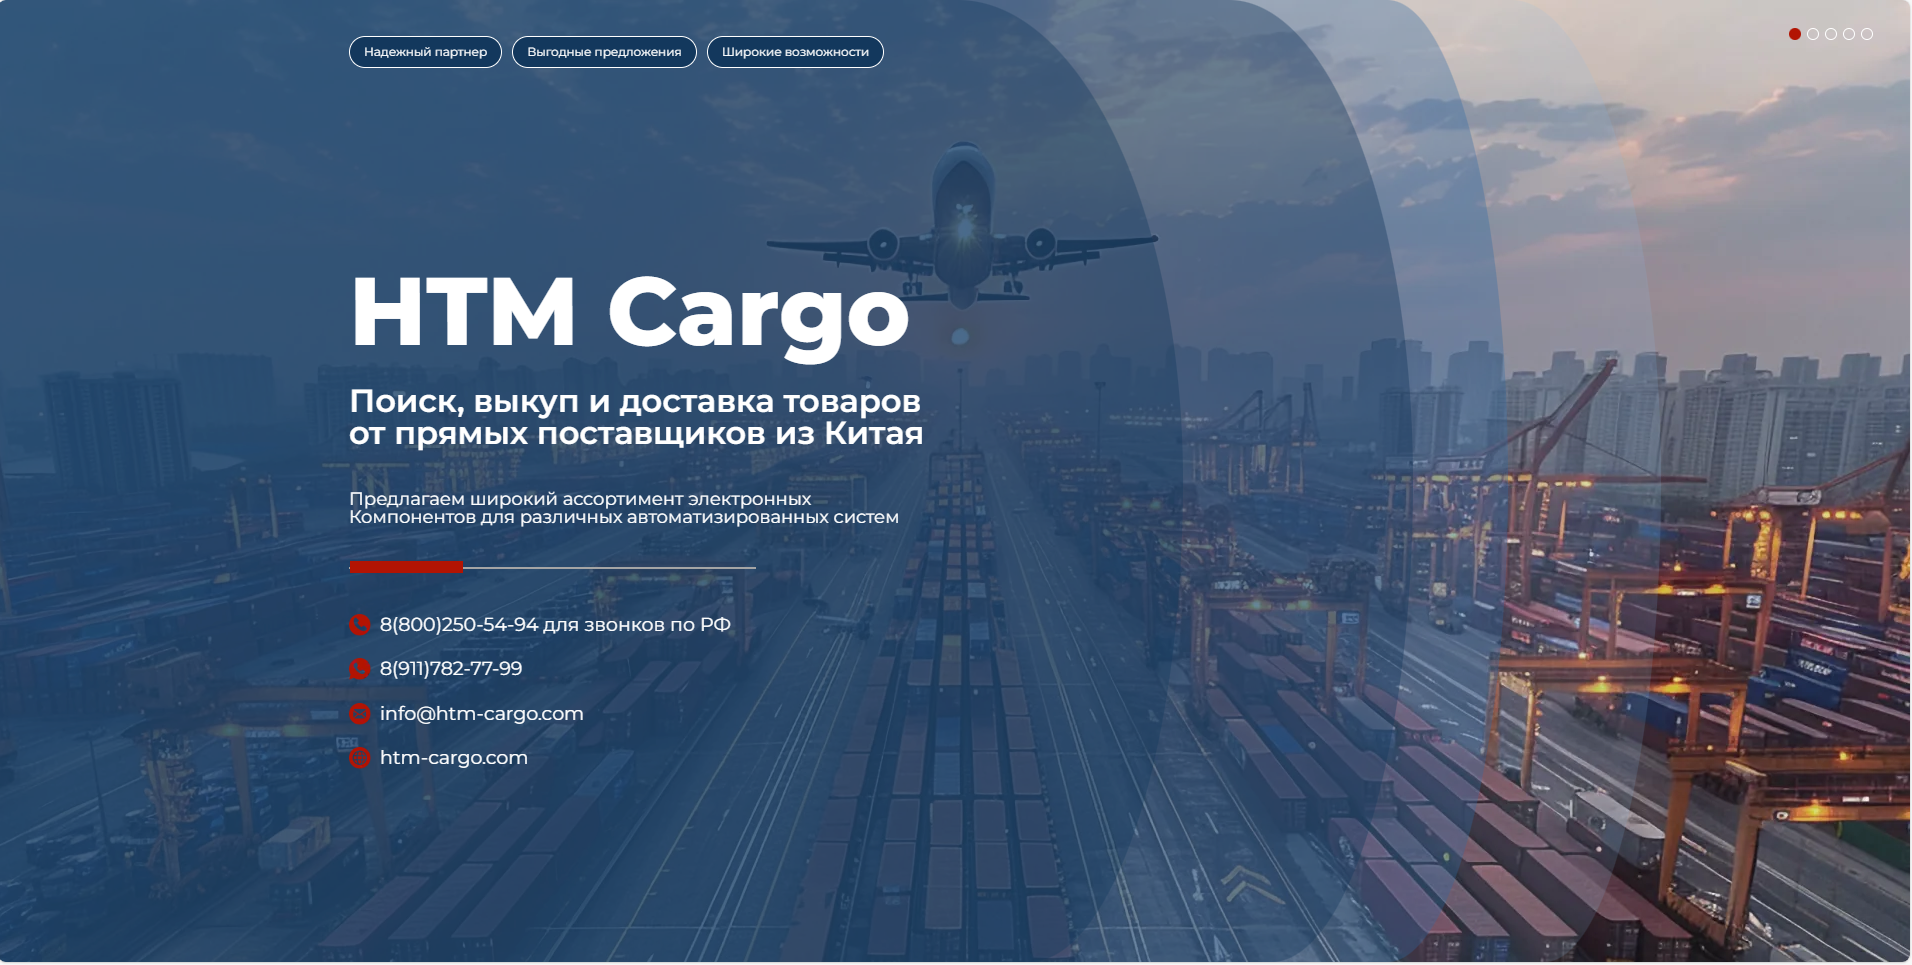 Надежный партнер
Выгодные предложения
Широкие возможности
HTM Cargo
Поиск, выкуп и доставка товаров
от прямых поставщиков из Китая
Предлагаем широкий ассортимент электронных
Компонентов для различных автоматизированных систем
8(800)250-54-94 для звонков по РФ
8(911)782-77-99
info@htm-cargo.com
htm-cargo.com